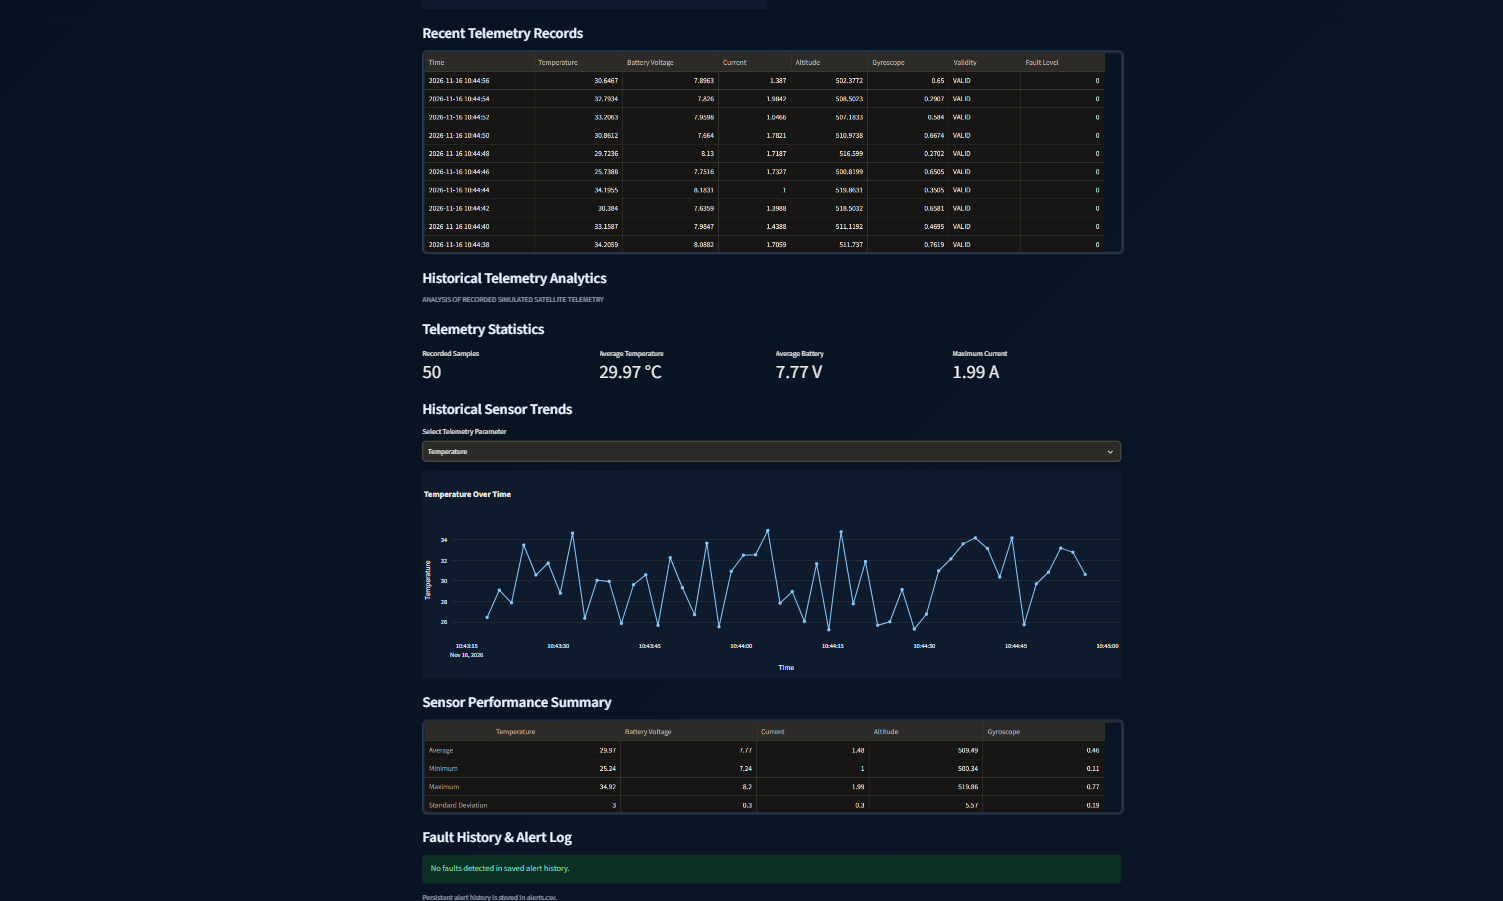 Recent Telemetry Records
Time Temperature Battery Voltage Current Altitude Gyroscope Validity Fault Level
2026-11-16 10:44:56 30.6467 7.8963 1.387 502.3772 0.65 VALID 0
2026-11-16 10:44:54 32.7934 7.826 1.9842 508.5023 0.2907 VALID 0
2026-11-16 10:44:52 33.2063 7.9598 1.0466 507.1833 0.584 VALID 0
2026-11-16 10:44:50 30.8612 7.664 1.7821 510.9738 0.6674 VALID 0
2026-11-16 10:44:48 29.7236 8.13 1.7187 516.599 0.2702 VALID 0
2026-11-16 10:44:46 25.7388 7.7516 1.7327 500.8199 0.6505 VALID 0
2026-11-16 10:44:44 34.1955 8.1831 1 519.8631 0.3505 VALID 0
2026-11-16 10:44:42 30.384 7.6359 1.3988 518.5032 0.6581 VALID 0
2026-11-16 10:44:40 33.1587 7.9847 1.4388 511.1192 0.4695 VALID 0
2026-11-16 10:44:38 34.2059 8.0882 1.7059 511.737 0.7619 VALID 0
Historical Telemetry Analytics
ANALYSIS OF RECORDED SIMULATED SATELLITE TELEMETRY
Telemetry Statistics
Recorded Samples Average Temperature Average Battery Maximum Current
50 29.97 °C 7.77 V 1.99 A
Historical Sensor Trends
Select Telemetry Parameter
Temperature
Temperature Over Time
34
32
30
28
26
Temperature
10:43:15 10:43:30 10:43:45 10:44:00 10:44:15 10:44:30 10:44:45 10:45:00
Nov 16, 2026
Time
Sensor Performance Summary
Temperature Battery Voltage Current Altitude Gyroscope
Average 29.97 7.77 1.48 509.49 0.46
Minimum 25.24 7.24 1 500.34 0.11
Maximum 34.92 8.2 1.99 519.86 0.77
Standard Deviation 3 0.3 0.3 5.57 0.19
Fault History & Alert Log
No faults detected in saved alert history.
Persistent alert history is stored in alerts.csv.